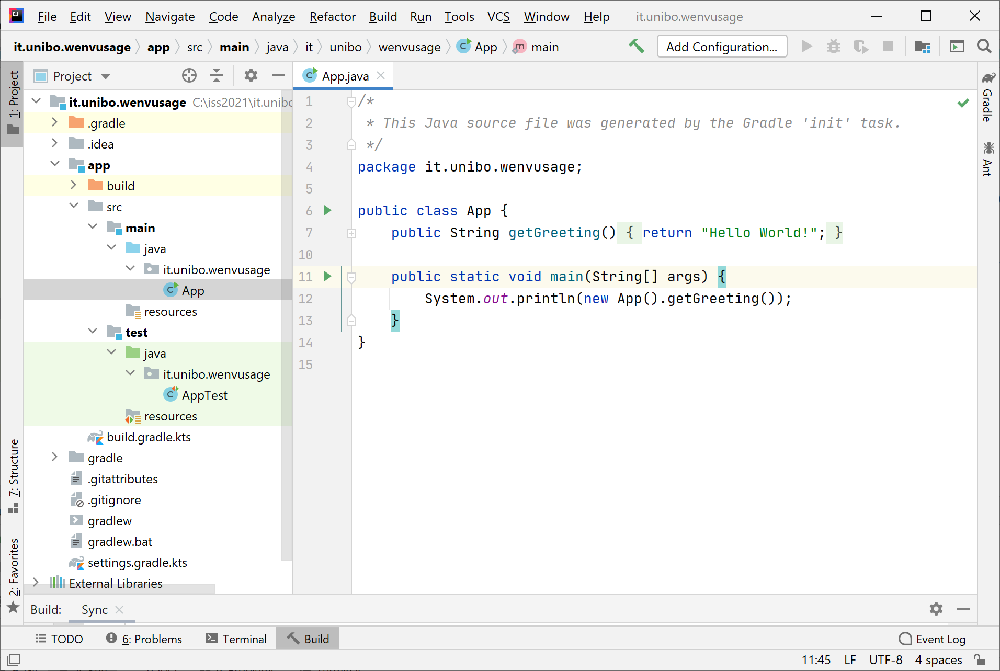 File Edit View Navigate Code Analyze Refactor Build Run Tools VCS Window Help it.unibo.wenvusage
it.unibo.wenvusage app src main java it unibo wenvusage App main Add Configuration...
1: Project
7: Structure
2: Favorites
Project
it.unibo.wenvusage C:\iss2021\it.unibo
.gradle
.idea
app
build
src
main
java
it.unibo.wenvusage
App
resources
test
java
it.unibo.wenvusage
AppTest
resources
build.gradle.kts
gradle
.gitattributes
.gitignore
gradlew
gradlew.bat
settings.gradle.kts
External Libraries
App.java
1 /*
2  * This Java source file was generated by the Gradle 'init' task.
3  */
4 package it.unibo.wenvusage;
5
6 public class App {
7     public String getGreeting() { return "Hello World!"; }
10
11     public static void main(String[] args) {
12         System.out.println(new App().getGreeting());
13     }
14 }
15
Gradle
Ant
Build: Sync
TODO 6: Problems Terminal Build Event Log
11:45 LF UTF-8 4 spaces